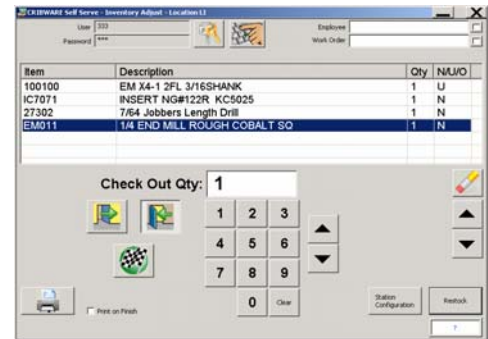 CRIBWARE Self Serve - Inventory Adjust - Location LI
User 333
Employee
Password ***
Work Order
Item Description Qty N/U/O
100100 EM X4-1 2FL 3/16SHANK 1 U
IC7071 INSERT NG#122R KC5025 1 N
27302 7/64 Jobbers Length Drill 1 N
EM011 1/4 END MILL ROUGH COBALT SQ 1 N
Check Out Qty: 1
1 2 3
4 5 6
7 8 9
0 Clear
Print on Finish
Station Configuration
Restock
?